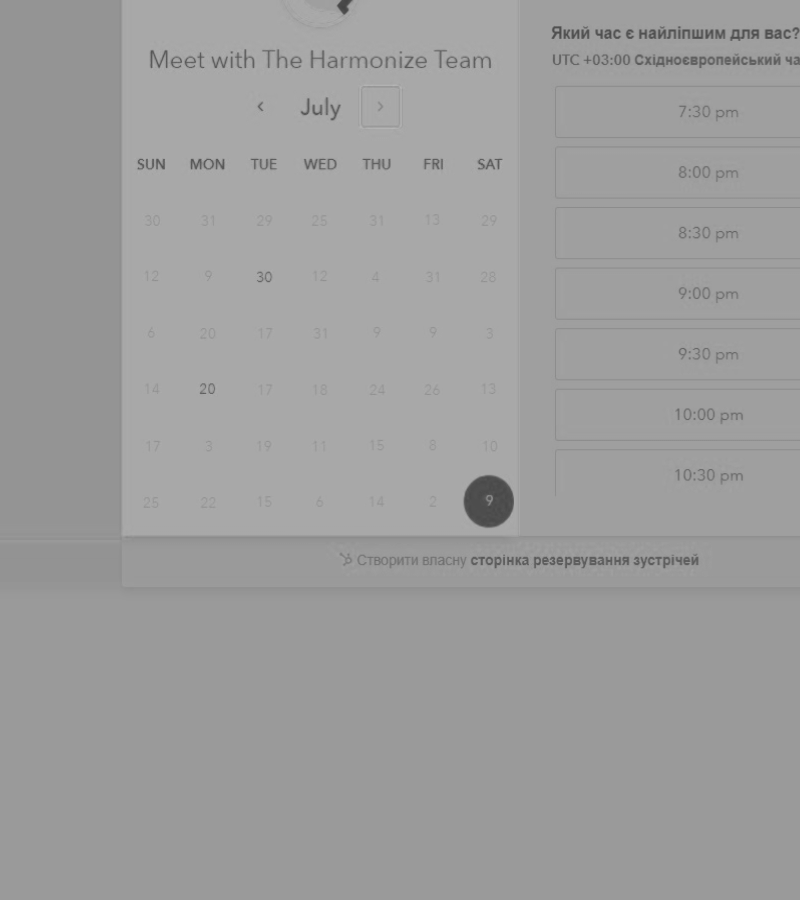 Meet with The Harmonize Team
July
SUN MON TUE WED THU FRI SAT
30 31 29 25 31 13 29
12 9 30 12 4 31 28
6 20 17 31 9 9 3
14 20 17 18 24 26 13
17 3 19 11 15 8 10
25 22 15 6 14 2 9
Який час є найліпшим для вас?
UTC +03:00 Східноєвропейський ча
7:30 pm
8:00 pm
8:30 pm
9:00 pm
9:30 pm
10:00 pm
10:30 pm
Створити власну сторінка резервування зустрічей